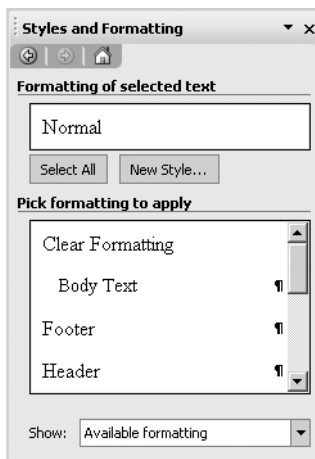 Styles and Formatting
Formatting of selected text
Normal
Select All New Style...
Pick formatting to apply
Clear Formatting
Body Text ¶
Footer ¶
Header ¶
Show: Available formatting